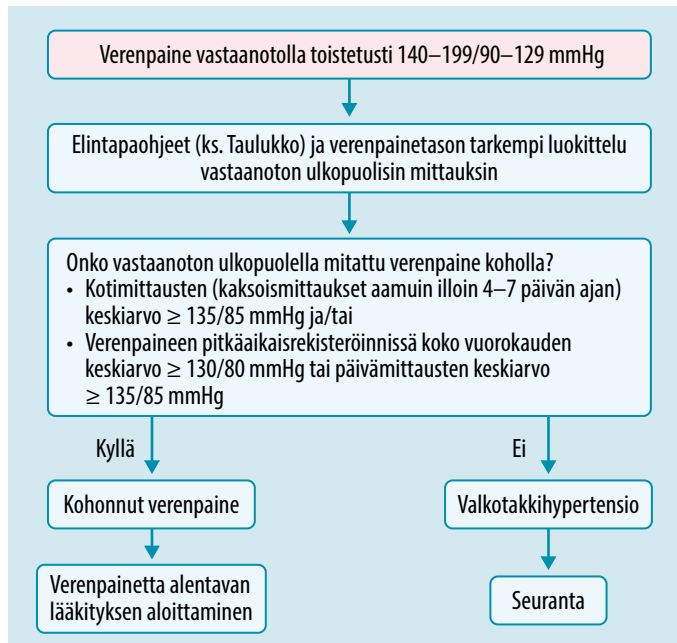 Verenpaine vastaanotolla toistetusti 140–199/90–129 mmHg
Elintapaohjeet (ks. Taulukko) ja verenpainetason tarkempi luokittelu
vastaanoton ulkopuolisin mittauksin
Onko vastaanoton ulkopuolella mitattu verenpaine koholla?
• Kotimittausten (kaksoismittaukset aamuin illoin 4–7 päivän ajan)
keskiarvo ≥ 135/85 mmHg ja/tai
• Verenpaineen pitkäaikaisrekisteröinnissä koko vuorokauden
keskiarvo ≥ 130/80 mmHg tai päivämittausten keskiarvo
≥ 135/85 mmHg
Kyllä
Ei
Kohonnut verenpaine
Valkotakkihypertensio
Verenpainetta alentavan
lääkityksen aloittaminen
Seuranta